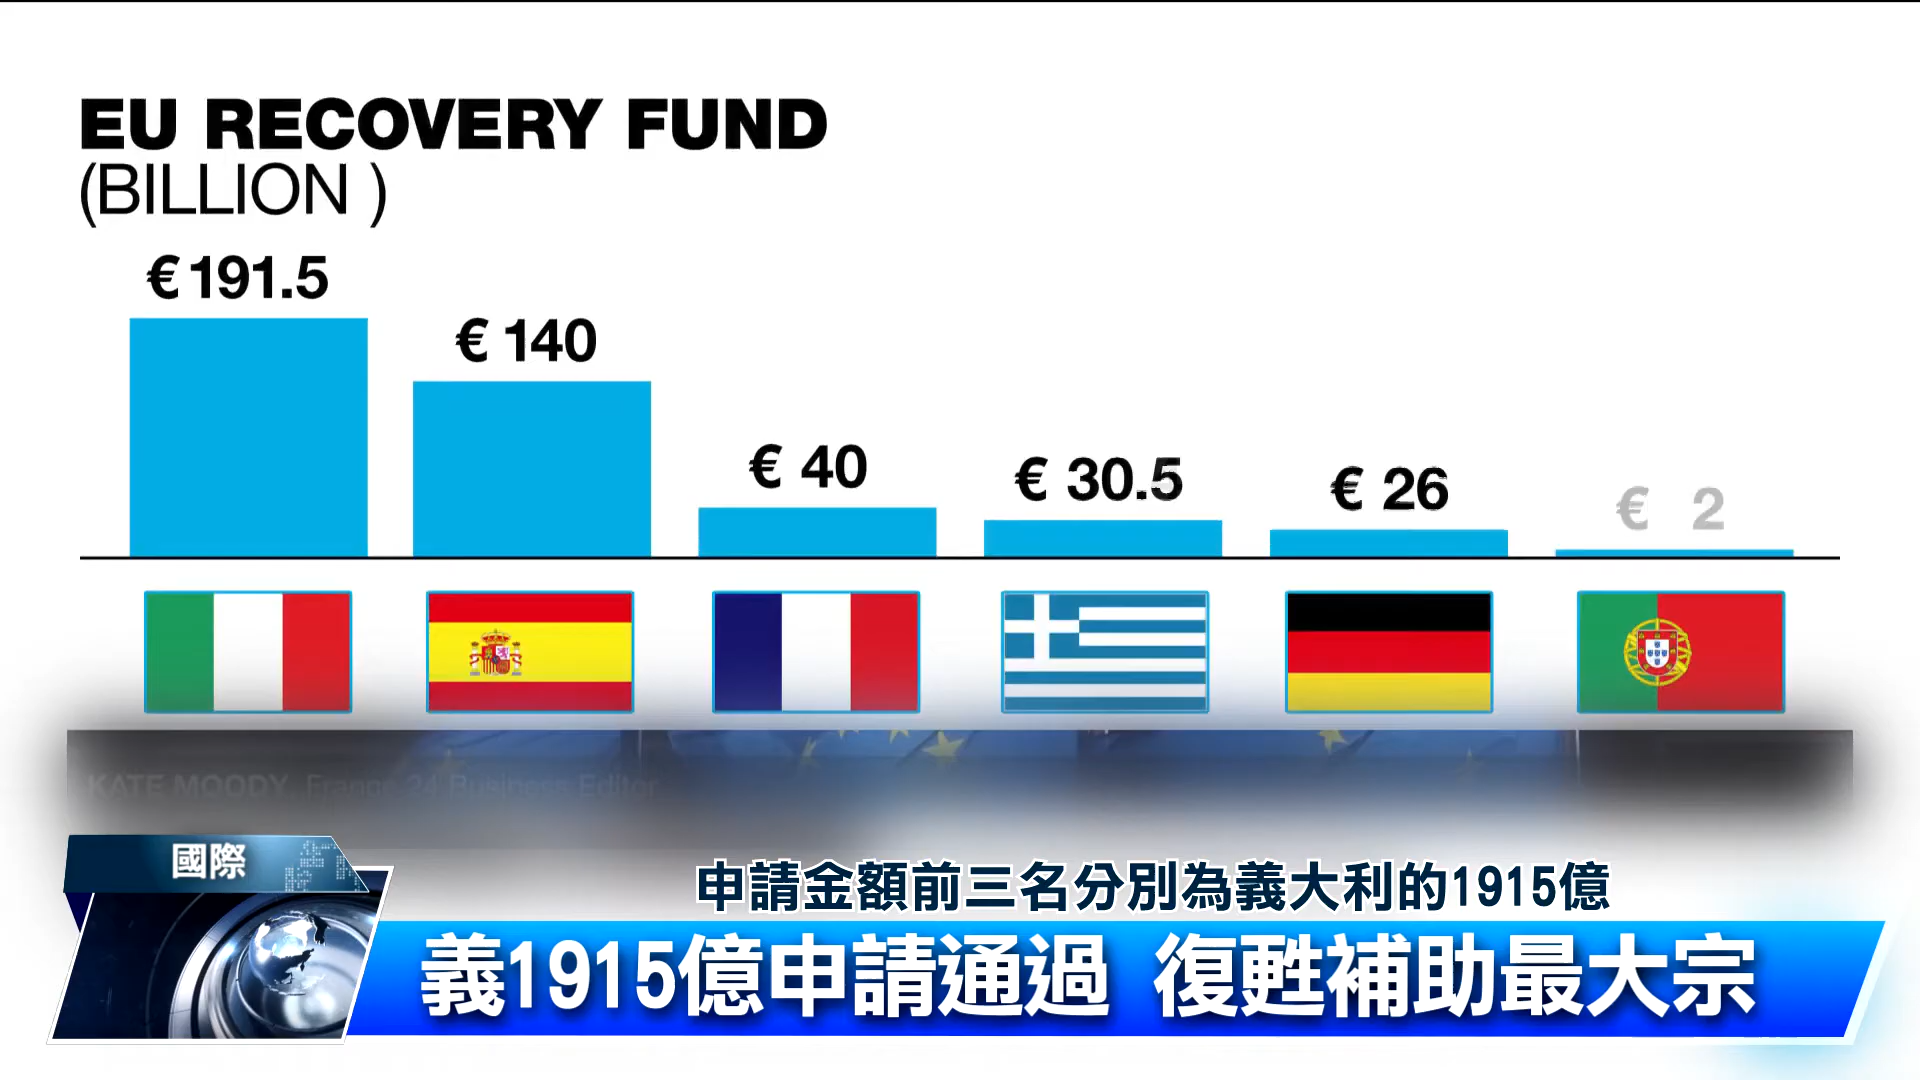 EU RECOVERY FUND
(BILLION )
€ 191.5
€ 140
€ 40
€ 30.5
€ 26
€ 2
KATE MOODY France 24 Business Editor
國際
申請金額前三名分別為義大利的1915億
義1915億申請通過 復甦補助最大宗